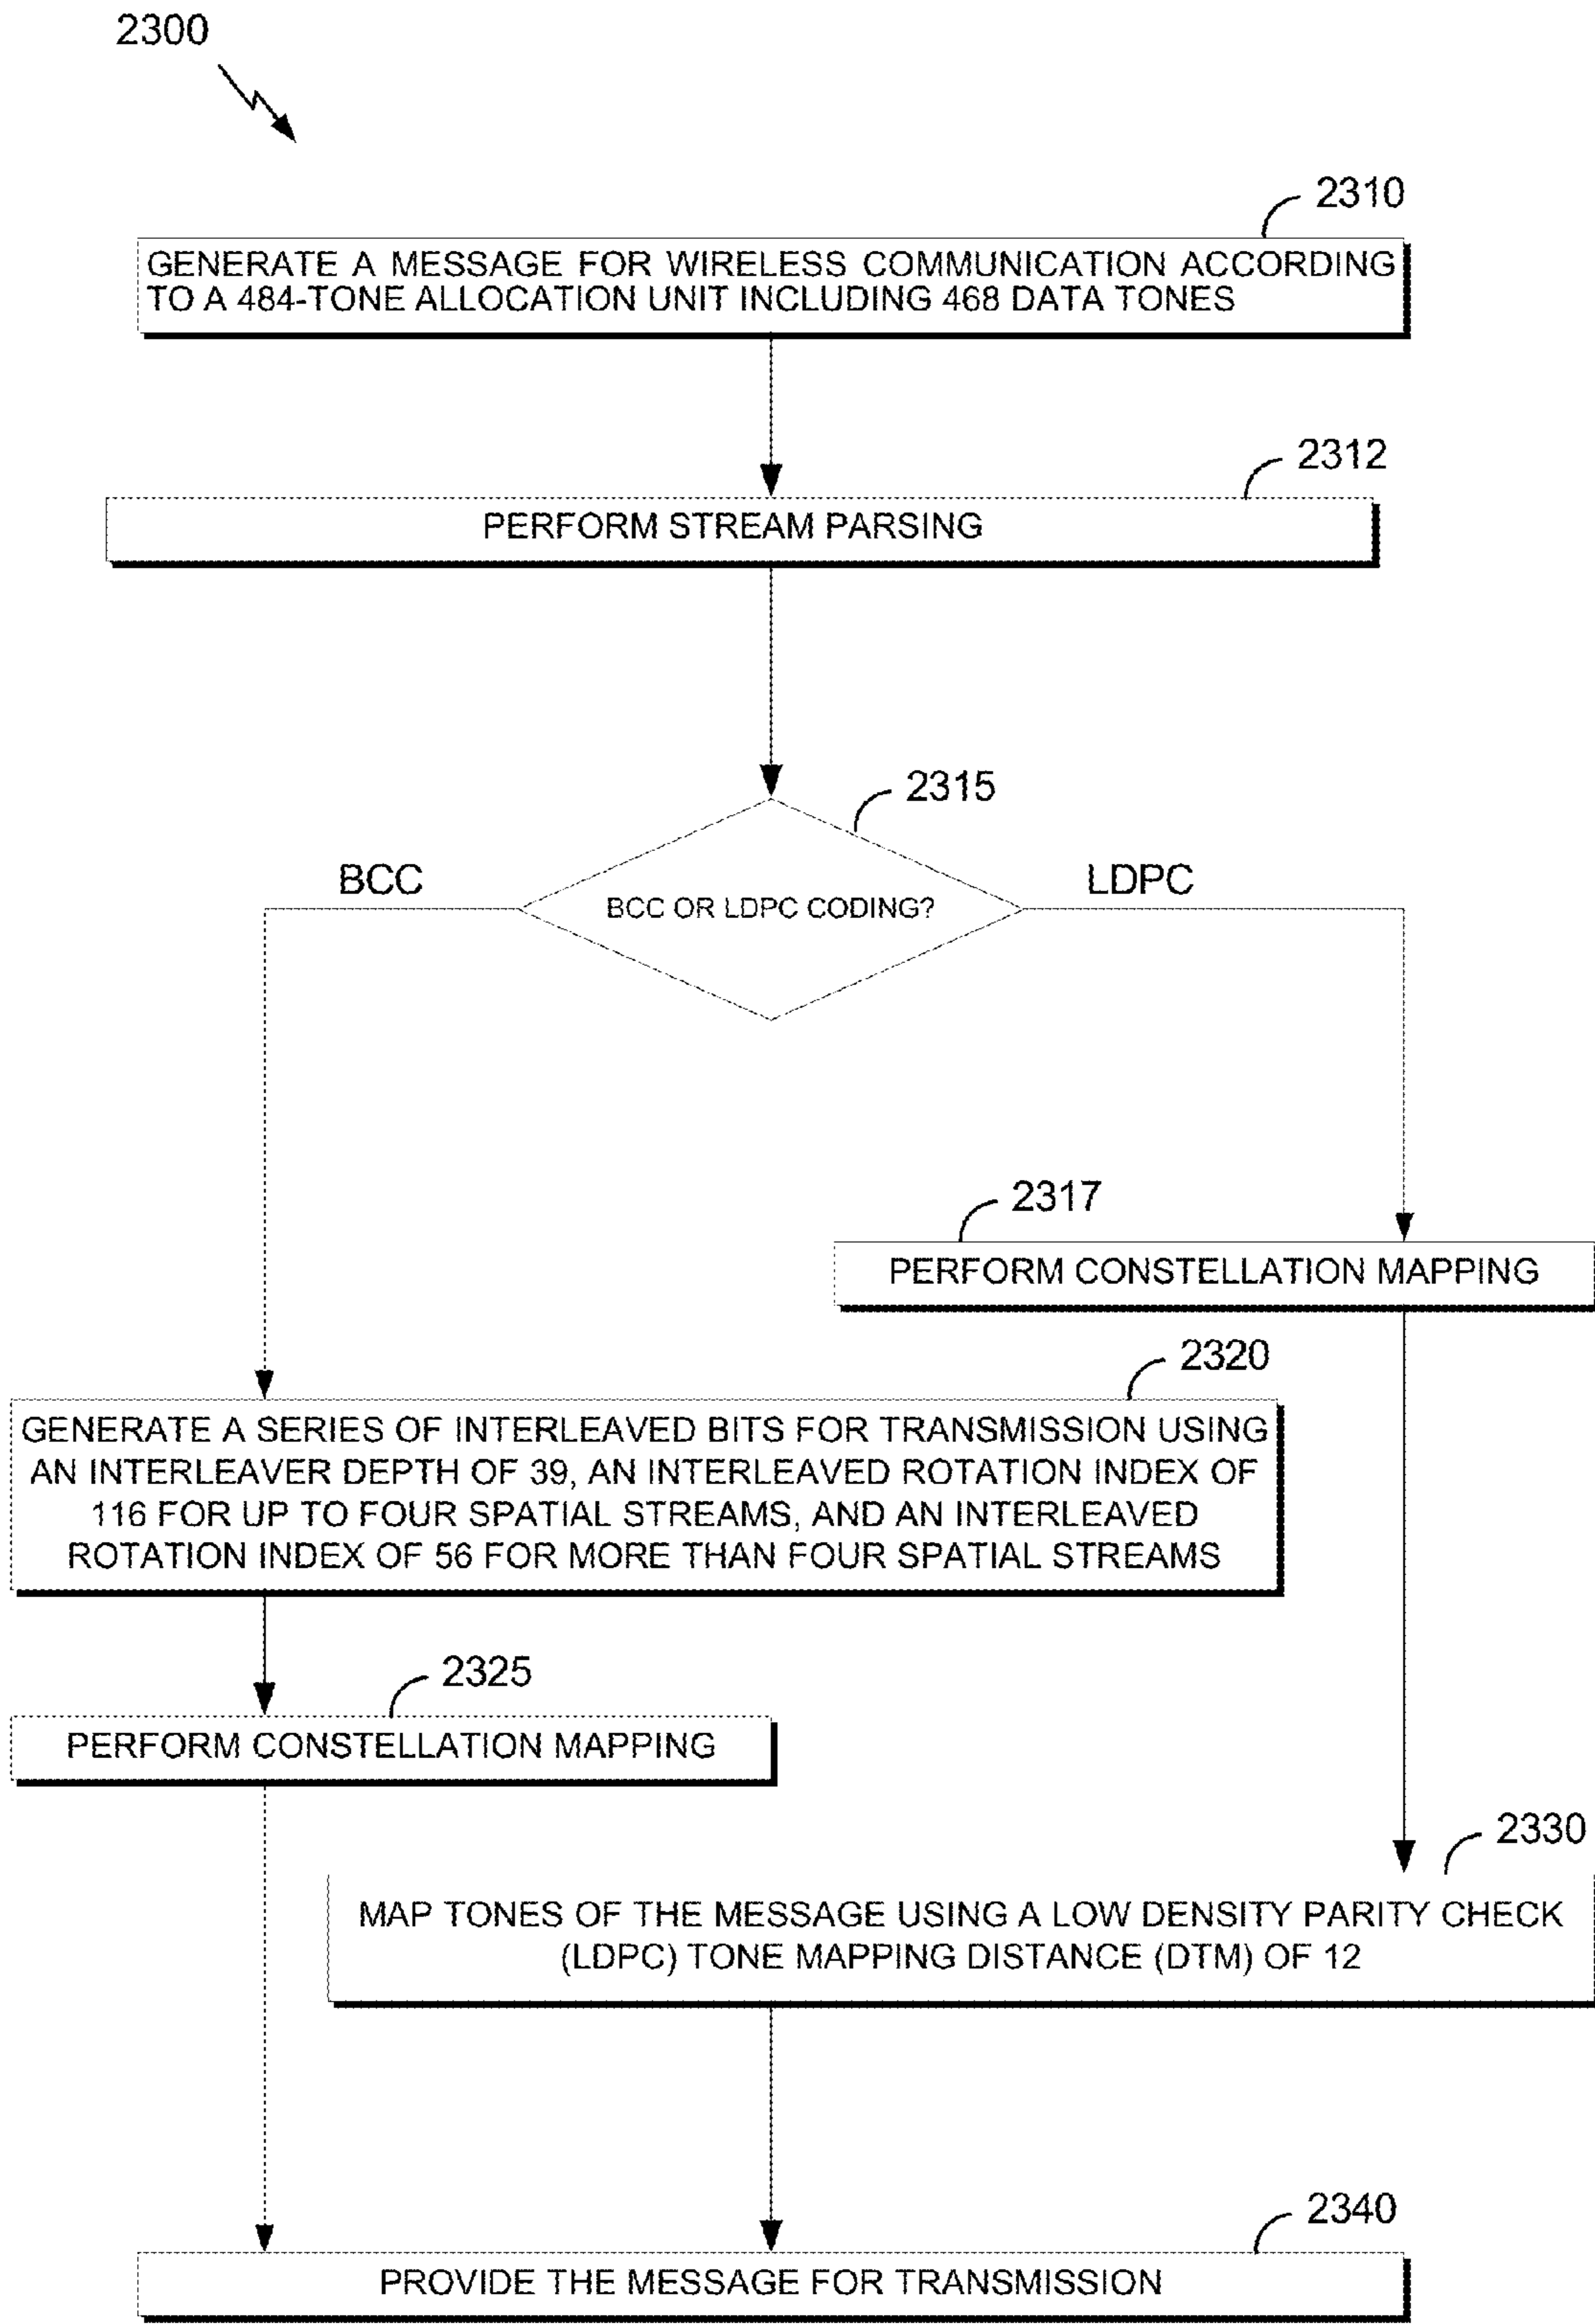 2300
2310
GENERATE A MESSAGE FOR WIRELESS COMMUNICATION ACCORDING
TO A 484-TONE ALLOCATION UNIT INCLUDING 468 DATA TONES
2312
PERFORM STREAM PARSING
2315
BCC
BCC OR LDPC CODING?
LDPC
2317
PERFORM CONSTELLATION MAPPING
2320
GENERATE A SERIES OF INTERLEAVED BITS FOR TRANSMISSION USING
AN INTERLEAVER DEPTH OF 39, AN INTERLEAVED ROTATION INDEX OF
116 FOR UP TO FOUR SPATIAL STREAMS, AND AN INTERLEAVED
ROTATION INDEX OF 56 FOR MORE THAN FOUR SPATIAL STREAMS
2325
PERFORM CONSTELLATION MAPPING
2330
MAP TONES OF THE MESSAGE USING A LOW DENSITY PARITY CHECK
(LDPC) TONE MAPPING DISTANCE (DTM) OF 12
2340
PROVIDE THE MESSAGE FOR TRANSMISSION